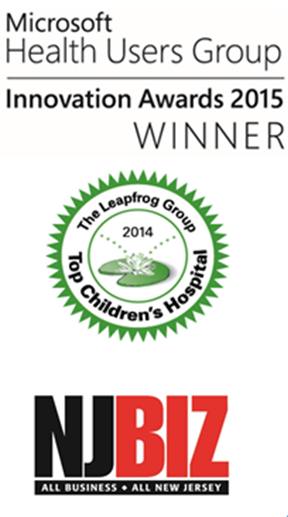 Microsoft
Health Users Group
Innovation Awards 2015
WINNER
The Leapfrog Group
2014
Top Children's Hospital
NJBIZ
ALL BUSINESS ♦ ALL NEW JERSEY